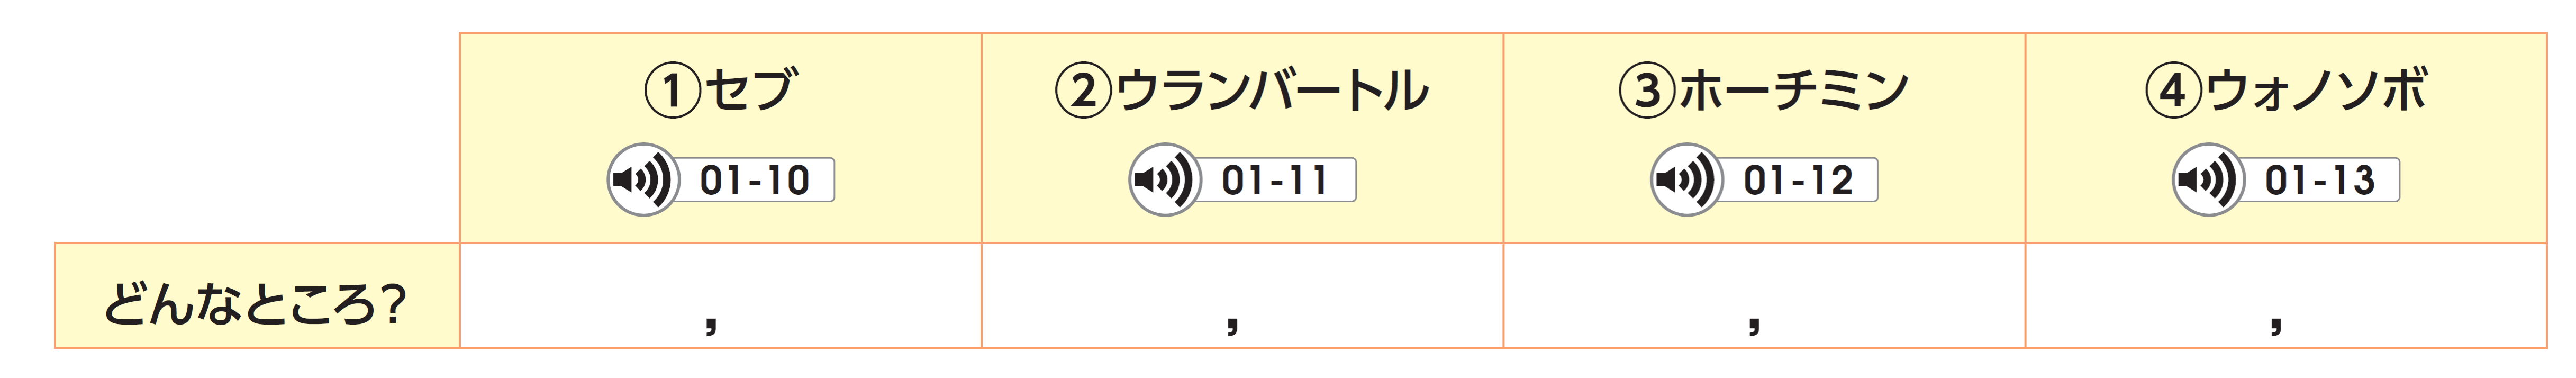 ①セブ ②ウランバートル ③ホーチミン ④ウォノソボ
01-10 01-11 01-12 01-13
どんなところ? , , , ,